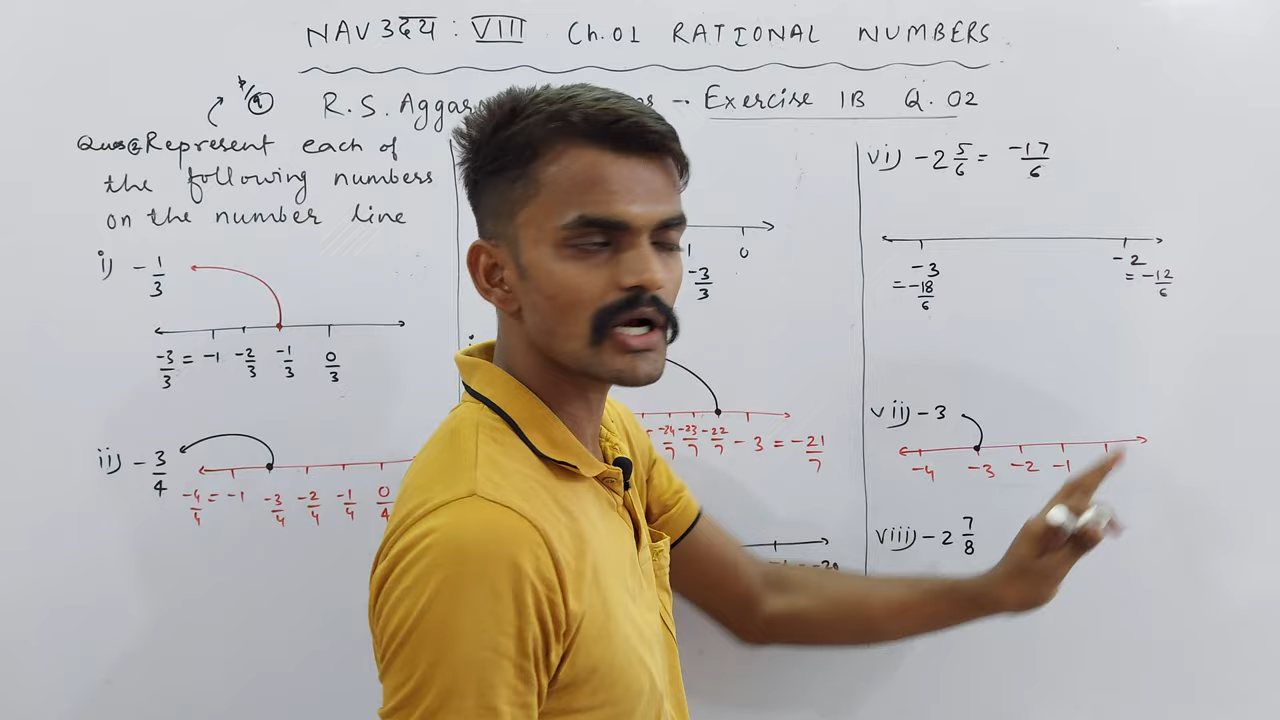 NAVउदय : VIII Ch.01 RATIONAL NUMBERS
R.S. Aggar - Exercise 1B Q.02
p/q
Represent each of
the following numbers
on the number line
i) -1/3
-3/3 = -1 -2/3 -1/3 0/3
ii) -3/4
-4/4 = -1 -3/4 -2/4 -1/4 0/4
0
-3/3
-24/7 -23/7 -22/7 -3 = -21/7
vi) -2 5/6 = -17/6
-3 -2
= -18/6 = -12/6
vii) -3
-4 -3 -2 -1
viii) -2 7/8